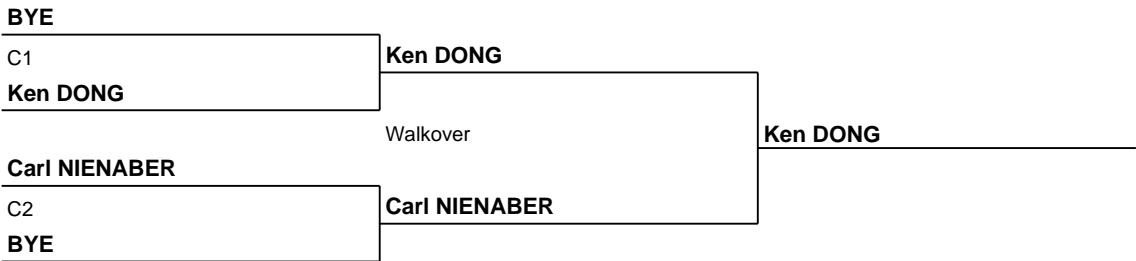 BYE
C1
Ken DONG
Ken DONG
Walkover
Ken DONG
Carl NIENABER
C2
Carl NIENABER
BYE